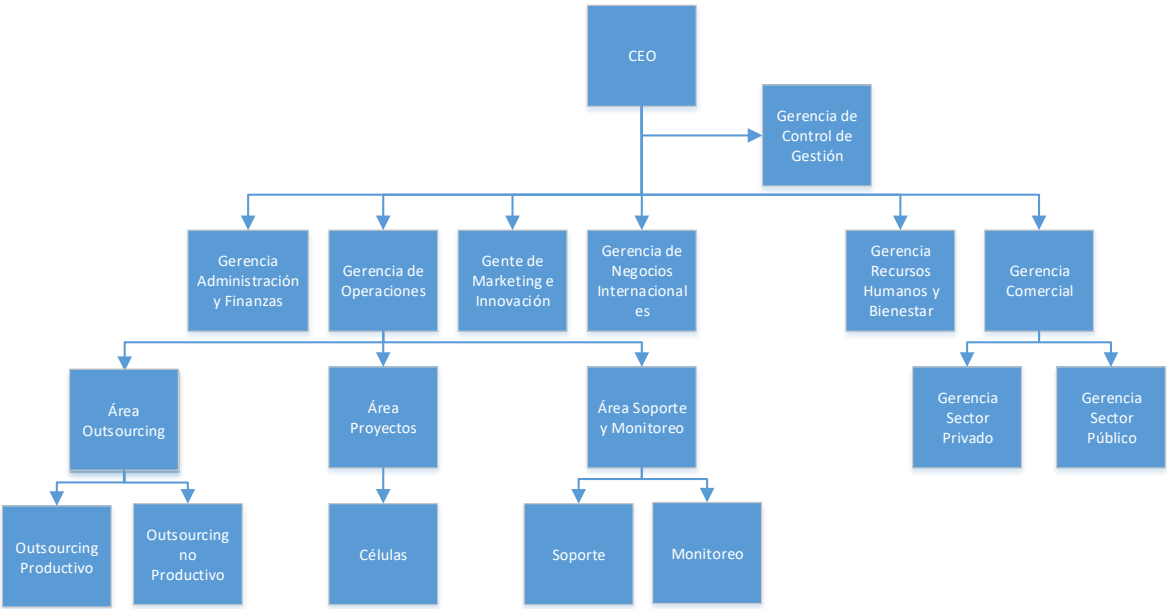 CEO
Gerencia de
Control de
Gestión
Gerencia
Administración
y Finanzas
Gerencia de
Operaciones
Gente de
Marketing e
Innovación
Gerencia de
Negocios
Internacional
es
Gerencia
Recursos
Humanos y
Bienestar
Gerencia
Comercial
Área
Outsourcing
Área
Proyectos
Área Soporte
y Monitoreo
Gerencia
Sector
Privado
Gerencia
Sector
Público
Outsourcing
Productivo
Outsourcing
no
Productivo
Células
Soporte
Monitoreo